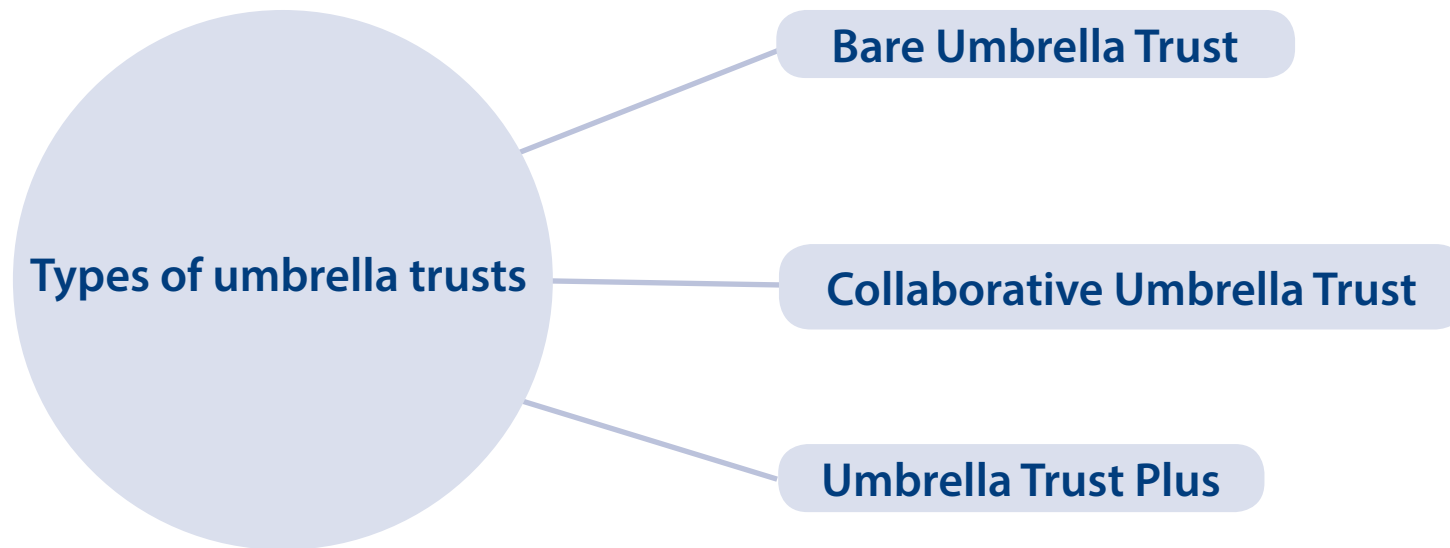 Types of umbrella trusts
Bare Umbrella Trust
Collaborative Umbrella Trust
Umbrella Trust Plus